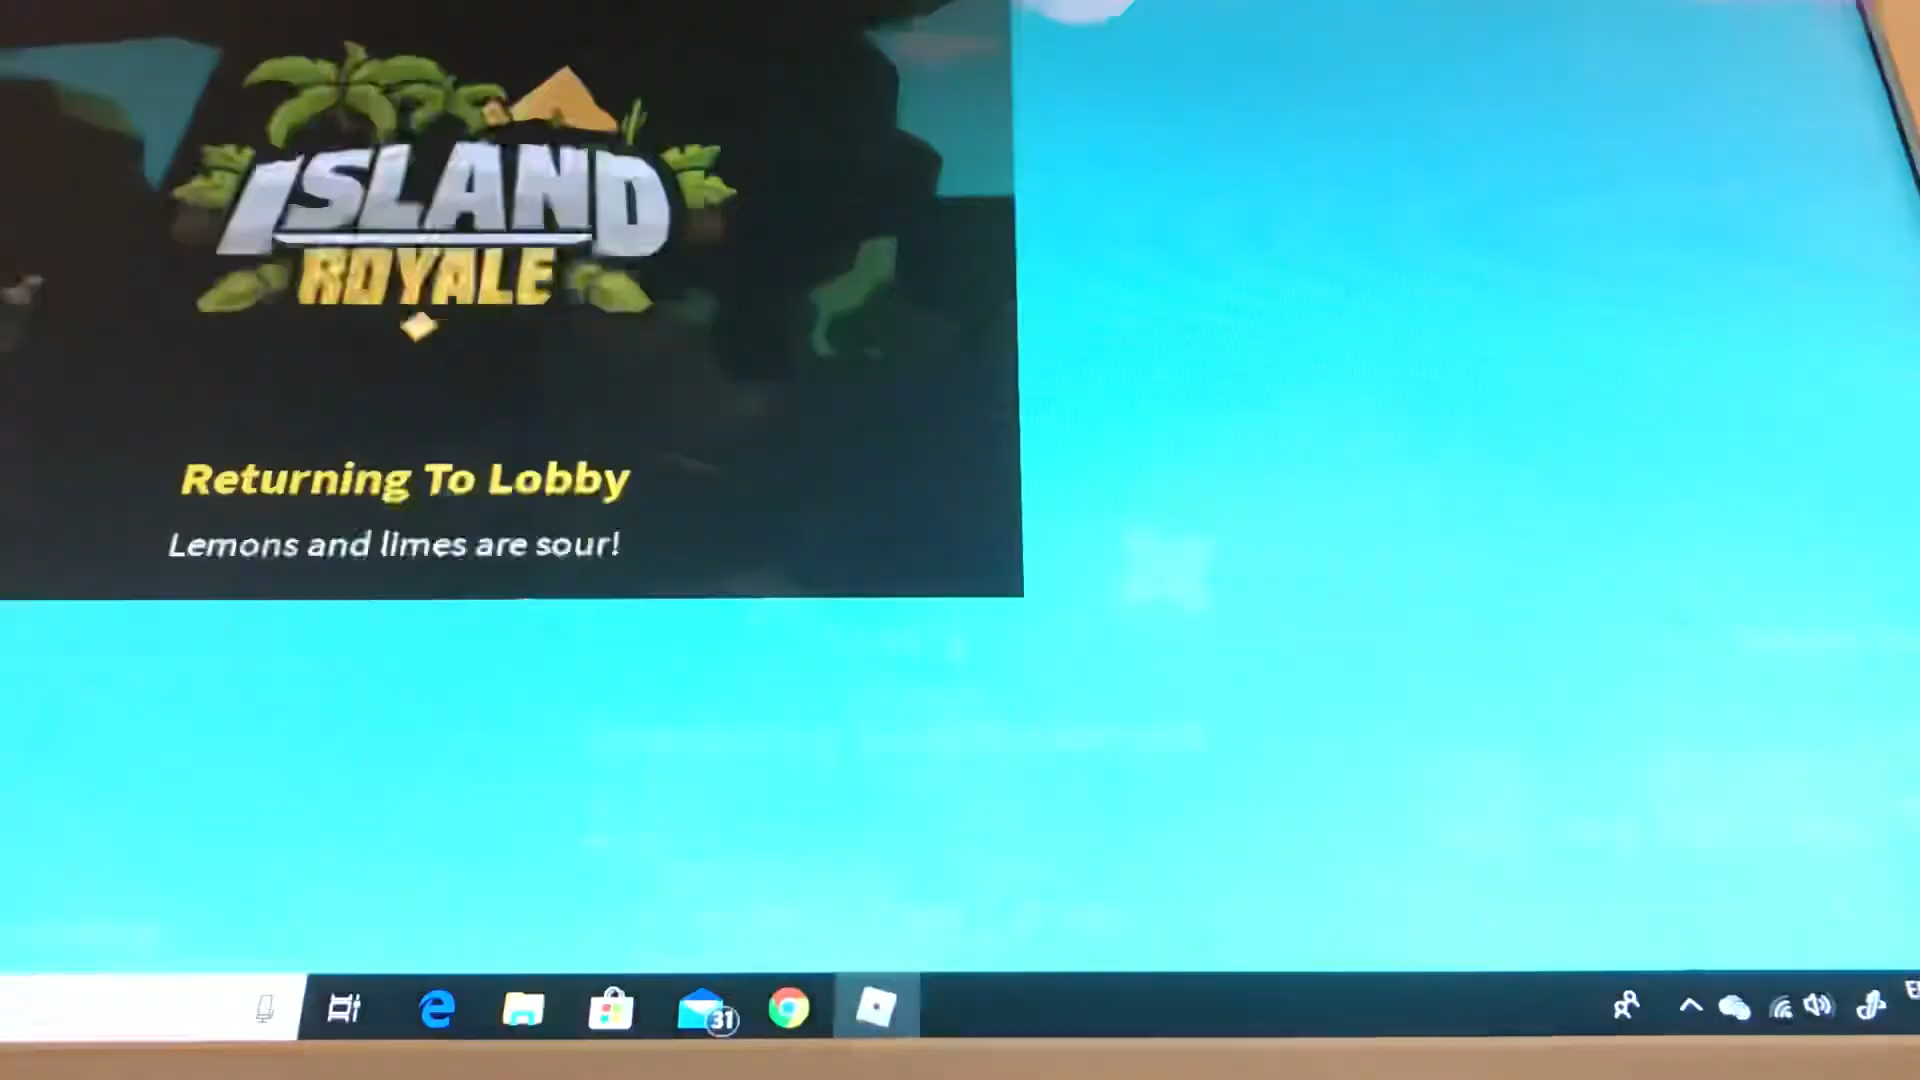 ISLAND
ROYALE
Returning To Lobby
Lemons and limes are sour!
31